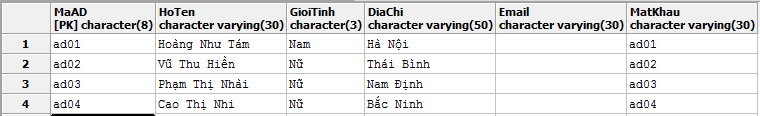 MaAD HoTen GioiTinh DiaChi Email MatKhau
[PK] character(8) character varying(30) character(3) character varying(50) character varying(30) character varying(30)
1 ad01 Hoàng Như Tám Nam Hà Nội ad01
2 ad02 Vũ Thu Hiền Nữ Thái Bình ad02
3 ad03 Phạm Thị Nhài Nữ Nam Định ad03
4 ad04 Cao Thị Nhi Nữ Bắc Ninh ad04